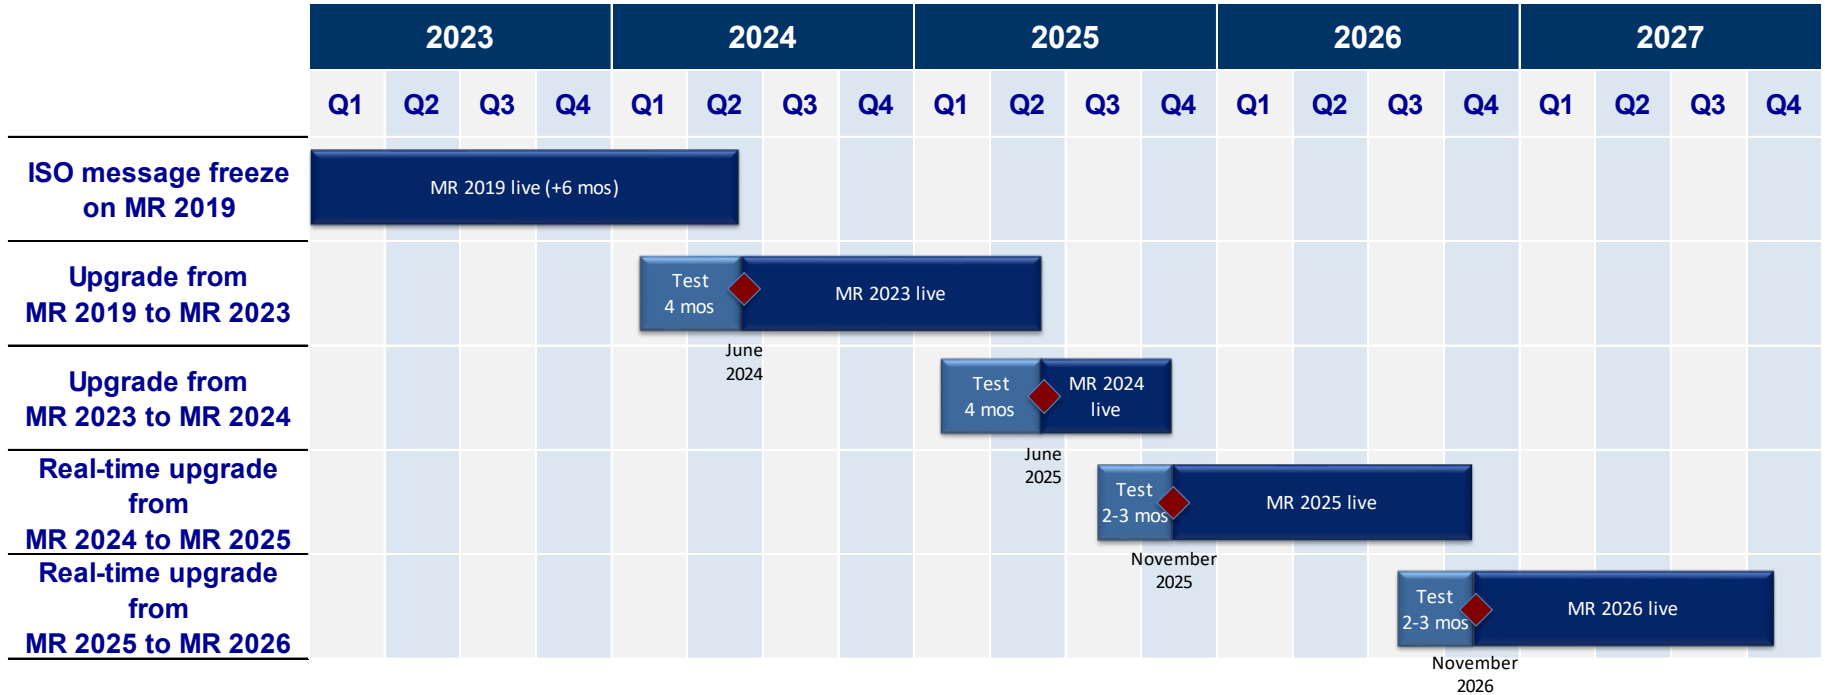 2023 2024 2025 2026 2027
Q1 Q2 Q3 Q4 Q1 Q2 Q3 Q4 Q1 Q2 Q3 Q4 Q1 Q2 Q3 Q4 Q1 Q2 Q3 Q4
ISO message freeze
on MR 2019
MR 2019 live (+6 mos)
Upgrade from
MR 2019 to MR 2023
Test
4 mos
MR 2023 live
June
2024
Upgrade from
MR 2023 to MR 2024
Test
4 mos
MR 2024
live
June
2025
Real-time upgrade
from
MR 2024 to MR 2025
Test
2-3 mos
MR 2025 live
November
2025
Real-time upgrade
from
MR 2025 to MR 2026
Test
2-3 mos
MR 2026 live
November
2026